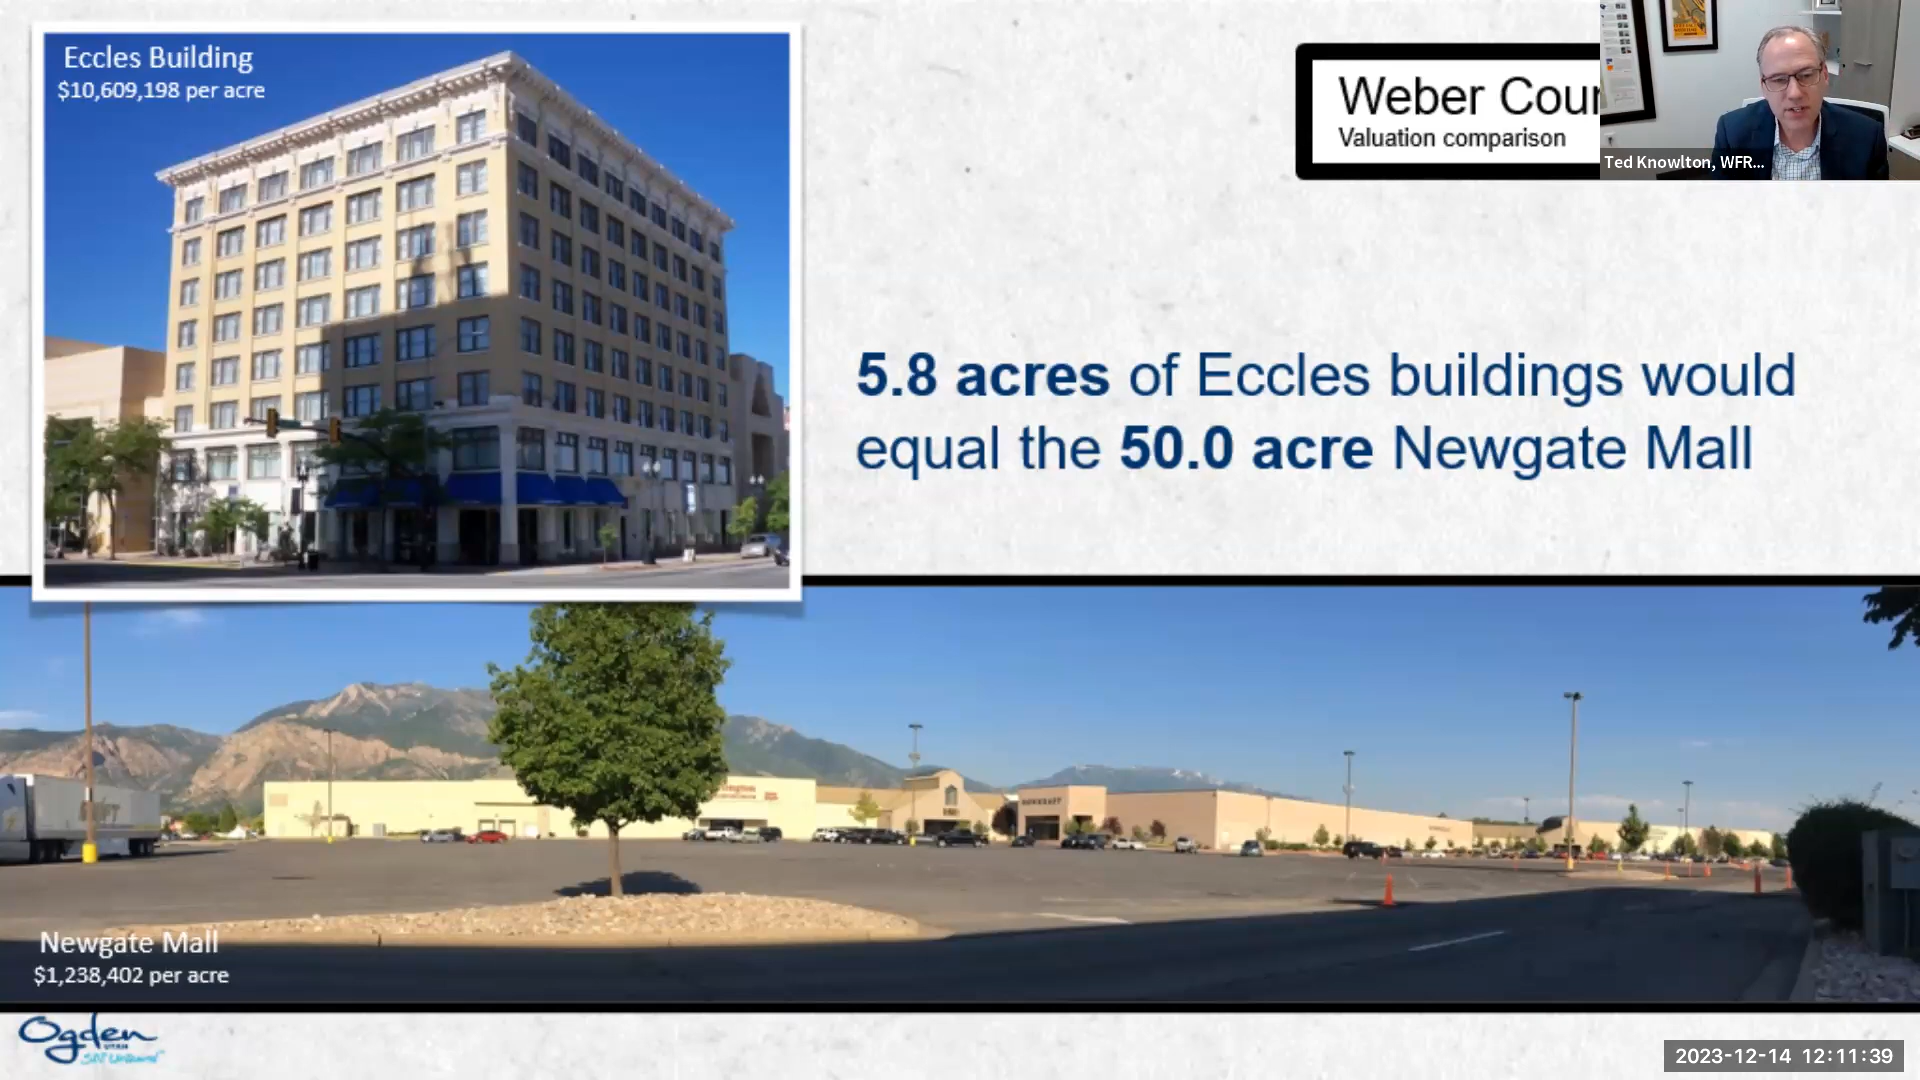 Eccles Building
$10,609,198 per acre
Weber Cour
Valuation comparison
Ted Knowlton, WFR...
5.8 acres of Eccles buildings would
equal the 50.0 acre Newgate Mall
Newgate Mall
$1,238,402 per acre
Ogden
UTAH
2023-12-14 12:11:39